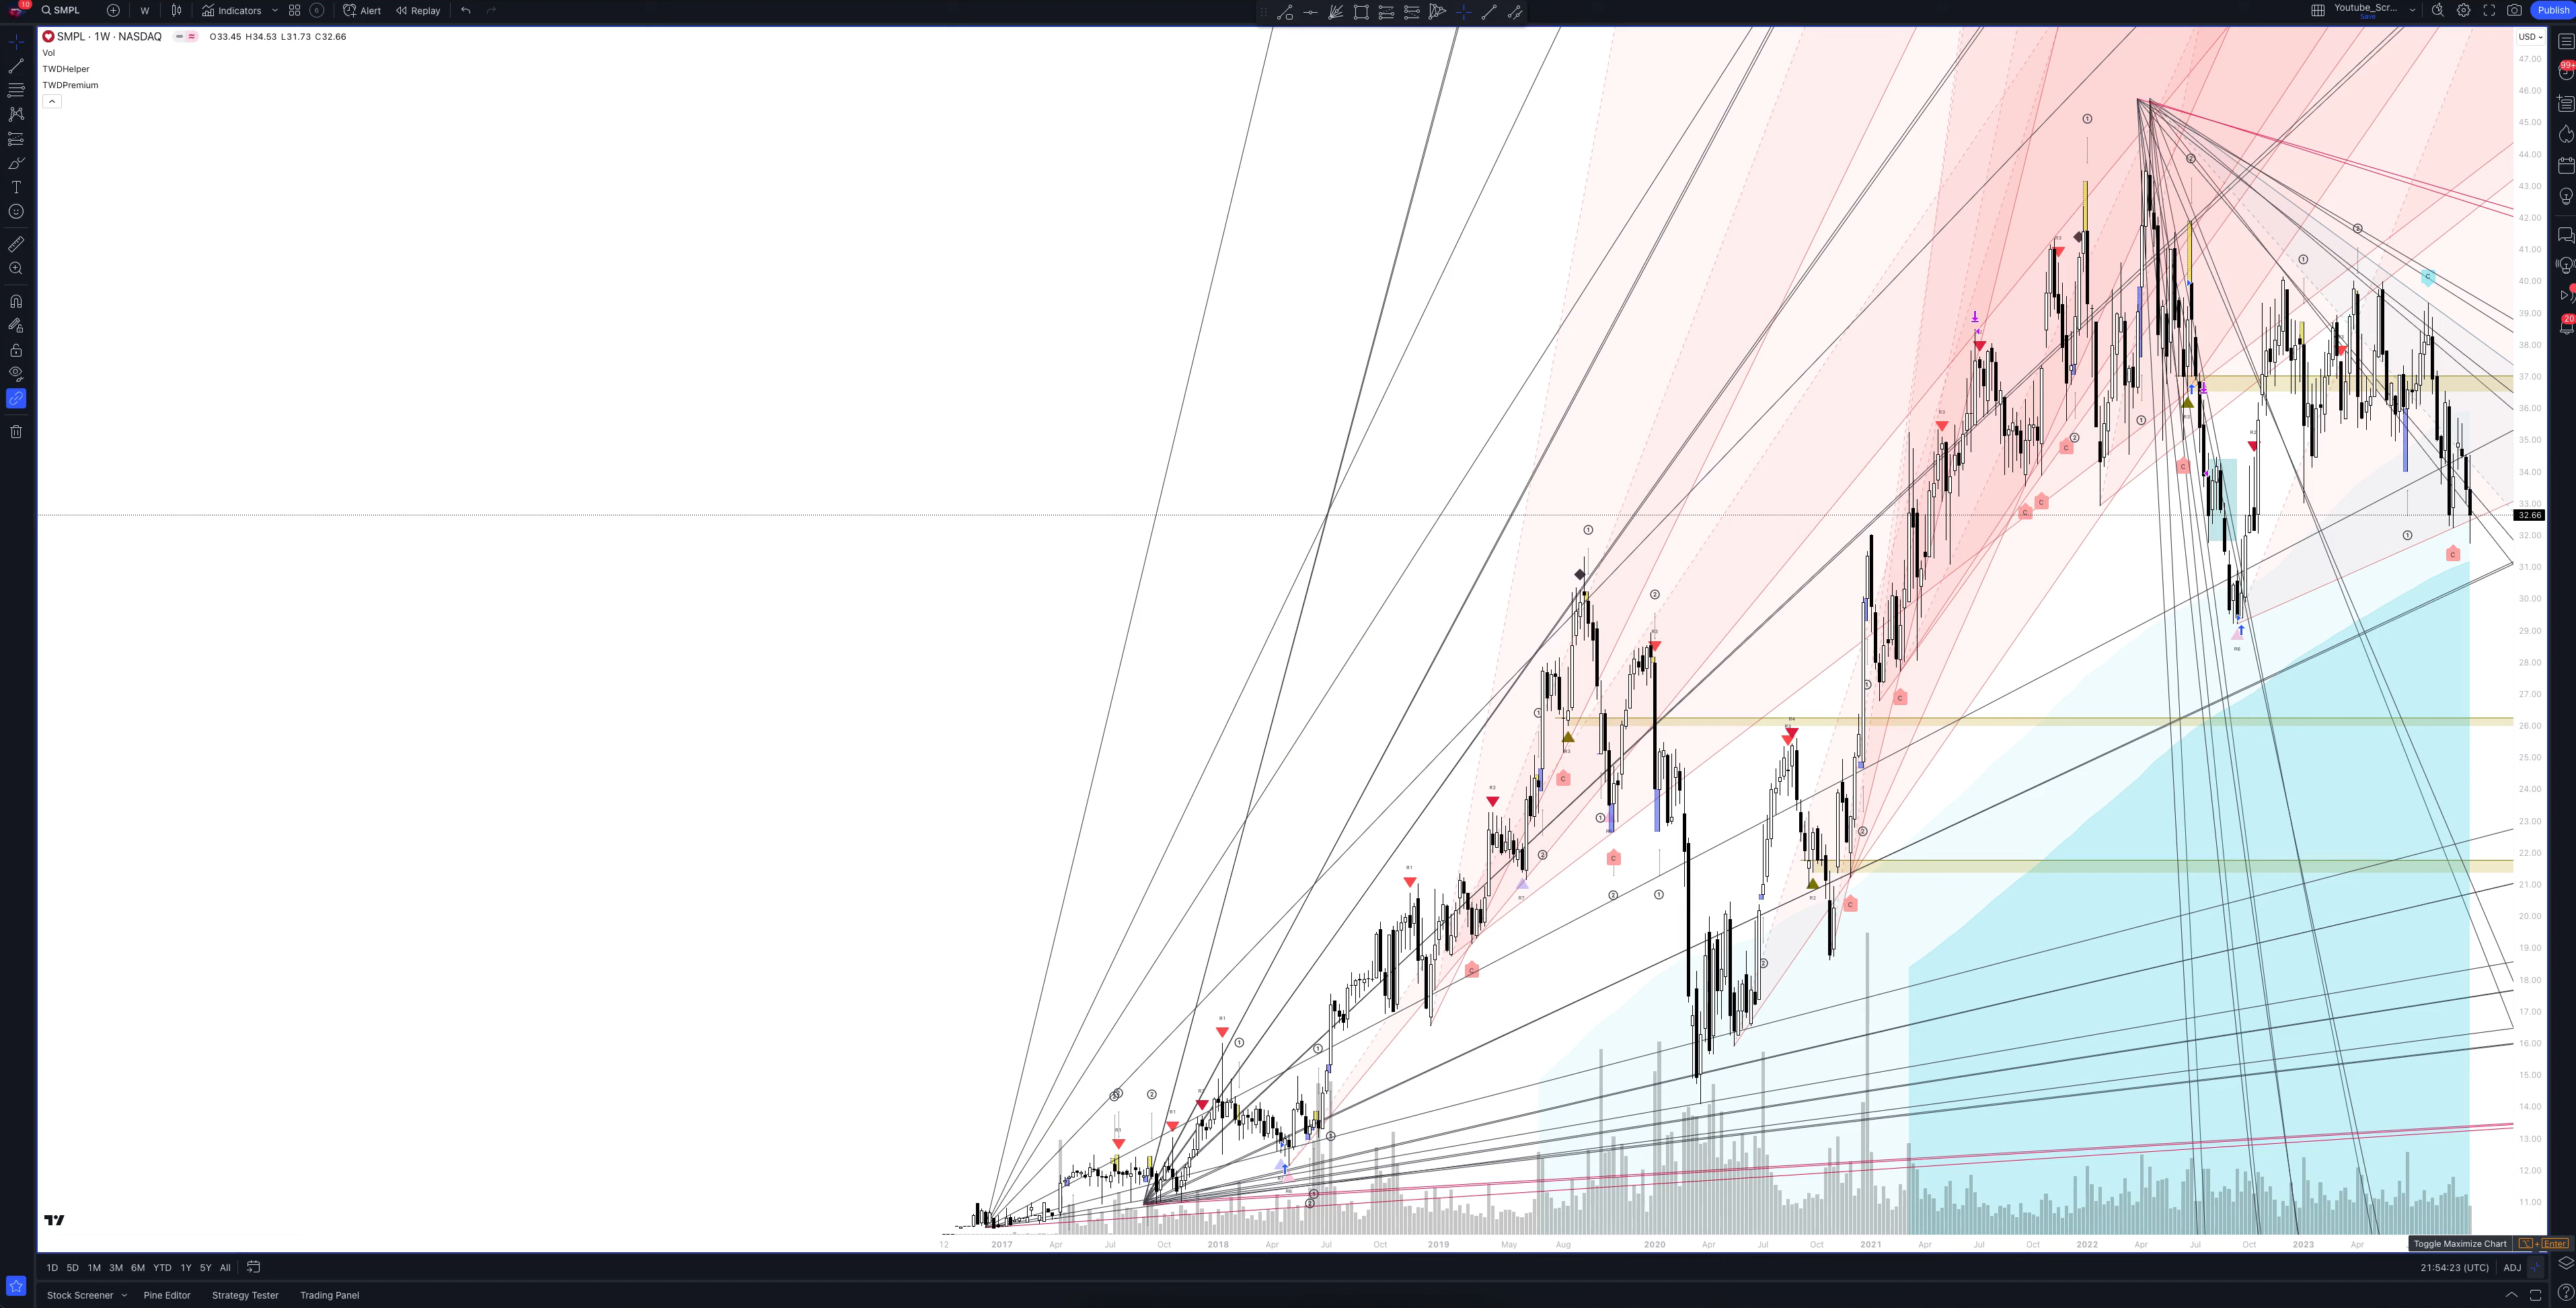 10
SMPL
W
Indicators
Alert
Replay
Youtube_Scr...
Save
Publish
SMPL · 1W · NASDAQ
O33.45 H34.53 L31.73 C32.66
Vol
TWDHelper
TWDPremium
USD
99+
20
47.00
46.00
45.00
44.00
43.00
42.00
41.00
40.00
39.00
38.00
37.00
36.00
35.00
34.00
33.00
32.66
32.00
31.00
30.00
29.00
28.00
27.00
26.00
25.00
24.00
23.00
22.00
21.00
20.00
19.00
18.00
17.00
16.00
15.00
14.00
13.00
12.00
11.00
12
2017
Apr
Jul
Oct
2018
Apr
Jul
Oct
2019
May
Aug
2020
Apr
Jul
Oct
2021
Apr
Jul
Oct
2022
Apr
Jul
Oct
2023
Apr
Toggle Maximize Chart
+ Enter
1D 5D 1M 3M 6M YTD 1Y 5Y All
21:54:23 (UTC)
ADJ
Stock Screener
Pine Editor
Strategy Tester
Trading Panel